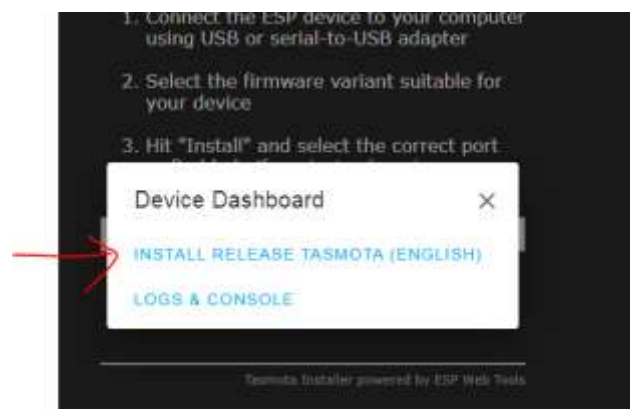 1. Connect the ESP device to your computer
using USB or serial-to-USB adapter
2. Select the firmware variant suitable for
your device
3. Hit "Install" and select the correct port
Device Dashboard
INSTALL RELEASE TASMOTA (ENGLISH)
LOGS & CONSOLE
Tasmota Installer powered by ESP Web Tools